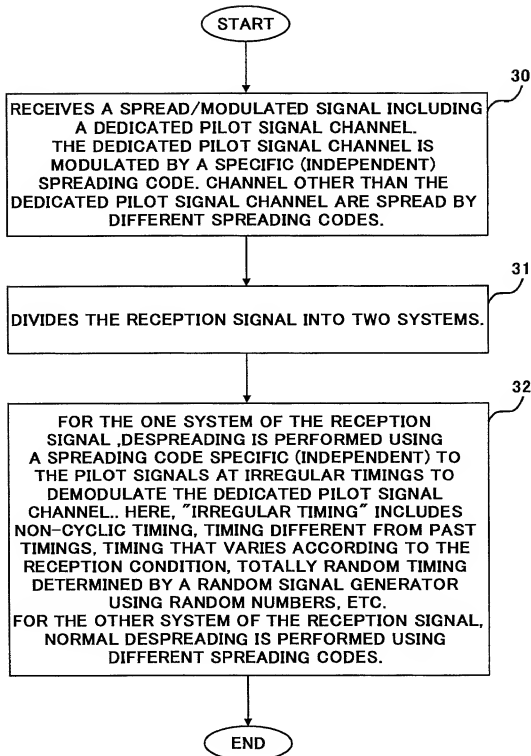 START
30
RECEIVES A SPREAD/MODULATED SIGNAL INCLUDING
A DEDICATED PILOT SIGNAL CHANNEL.
THE DEDICATED PILOT SIGNAL CHANNEL IS
MODULATED BY A SPECIFIC (INDEPENDENT)
SPREADING CODE. CHANNEL OTHER THAN THE
DEDICATED PILOT SIGNAL CHANNEL ARE SPREAD BY
DIFFERENT SPREADING CODES.
31
DIVIDES THE RECEPTION SIGNAL INTO TWO SYSTEMS.
32
FOR THE ONE SYSTEM OF THE RECEPTION
SIGNAL ,DESPREADING IS PERFORMED USING
A SPREADING CODE SPECIFIC (INDEPENDENT) TO
THE PILOT SIGNALS AT IRREGULAR TIMINGS TO
DEMODULATE THE DEDICATED PILOT SIGNAL
CHANNEL.. HERE, "IRREGULAR TIMING" INCLUDES
NON-CYCLIC TIMING, TIMING DIFFERENT FROM PAST
TIMINGS, TIMING THAT VARIES ACCORDING TO THE
RECEPTION CONDITION, TOTALLY RANDOM TIMING
DETERMINED BY A RANDOM SIGNAL GENERATOR
USING RANDOM NUMBERS, ETC.
FOR THE OTHER SYSTEM OF THE RECEPTION SIGNAL,
NORMAL DESPREADING IS PERFORMED USING
DIFFERENT SPREADING CODES.
END